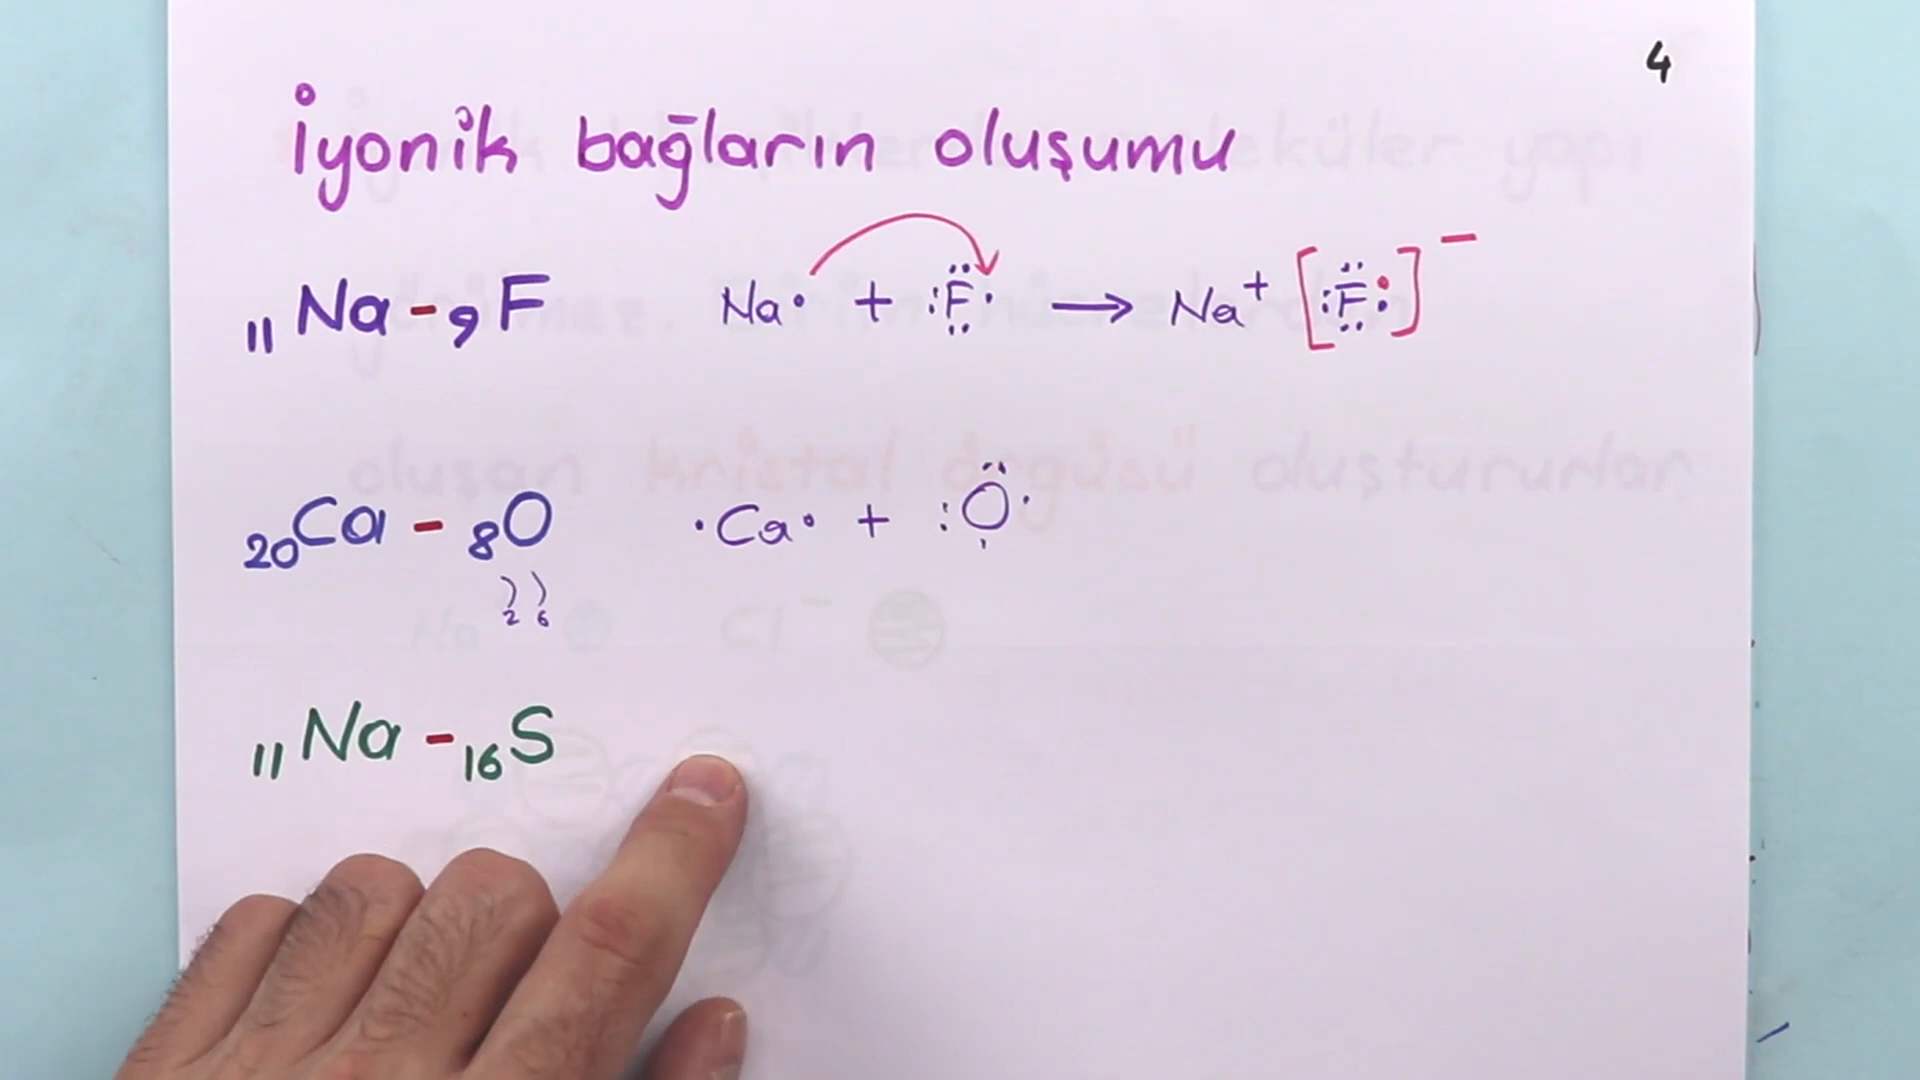 4
İyonik bağların oluşumu
₁₁Na - ₉F Na· + :F· → Na⁺ [:F:]⁻
₂₀Ca - ₈O ·Ca· + :O·
2 6
₁₁Na - ₁₆S